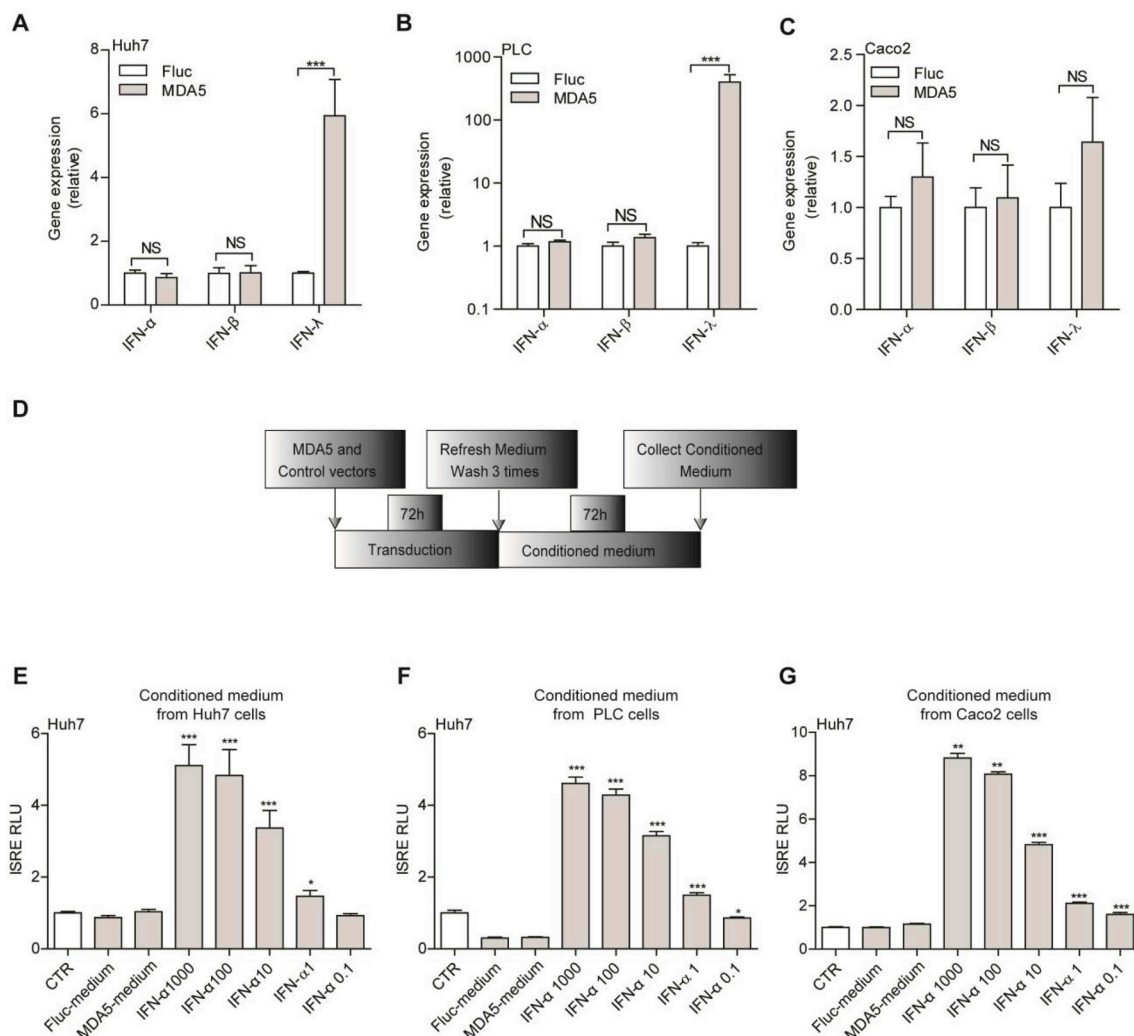 A
Huh7
Fluc
MDA5
Gene expression
(relative)
8
6
4
2
0
NS
NS
***
IFN-α
IFN-β
IFN-λ
B
PLC
Fluc
MDA5
Gene expression
(relative)
1000
100
10
1
0.1
NS
NS
***
IFN-α
IFN-β
IFN-λ
C
Caco2
Fluc
MDA5
Gene expression
(relative)
2.5
2.0
1.5
1.0
0.5
0.0
NS
NS
NS
IFN-α
IFN-β
IFN-λ
D
MDA5 and
Control vectors
Refresh Medium
Wash 3 times
Collect Conditioned
Medium
72h
72h
Transduction
Conditioned medium
E
Conditioned medium
from Huh7 cells
Huh7
ISRE RLU
6
4
2
0
***
***
***
*
CTR
Fluc-medium
MDA5-medium
IFN-α1000
IFN-α100
IFN-α10
IFN-α1
IFN-α 0.1
F
Conditioned medium
from PLC cells
Huh7
ISRE RLU
6
4
2
0
***
***
***
***
*
CTR
Fluc-medium
MDA5-medium
IFN-α 1000
IFN-α 100
IFN-α 10
IFN-α 1
IFN-α 0.1
G
Conditioned medium
from Caco2 cells
Huh7
ISRE RLU
10
8
6
4
2
0
**
**
***
***
***
CTR
Fluc-medium
MDA5-medium
IFN-α 1000
IFN-α 100
IFN-α 10
IFN-α 1
IFN-α 0.1